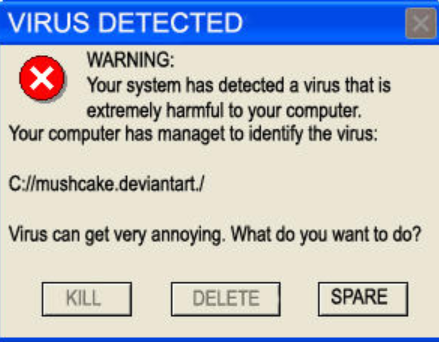 VIRUS DETECTED
WARNING:
Your system has detected a virus that is
extremely harmful to your computer.
Your computer has managet to identify the virus:
C://mushcake.deviantart./
Virus can get very annoying. What do you want to do?
KILL DELETE SPARE